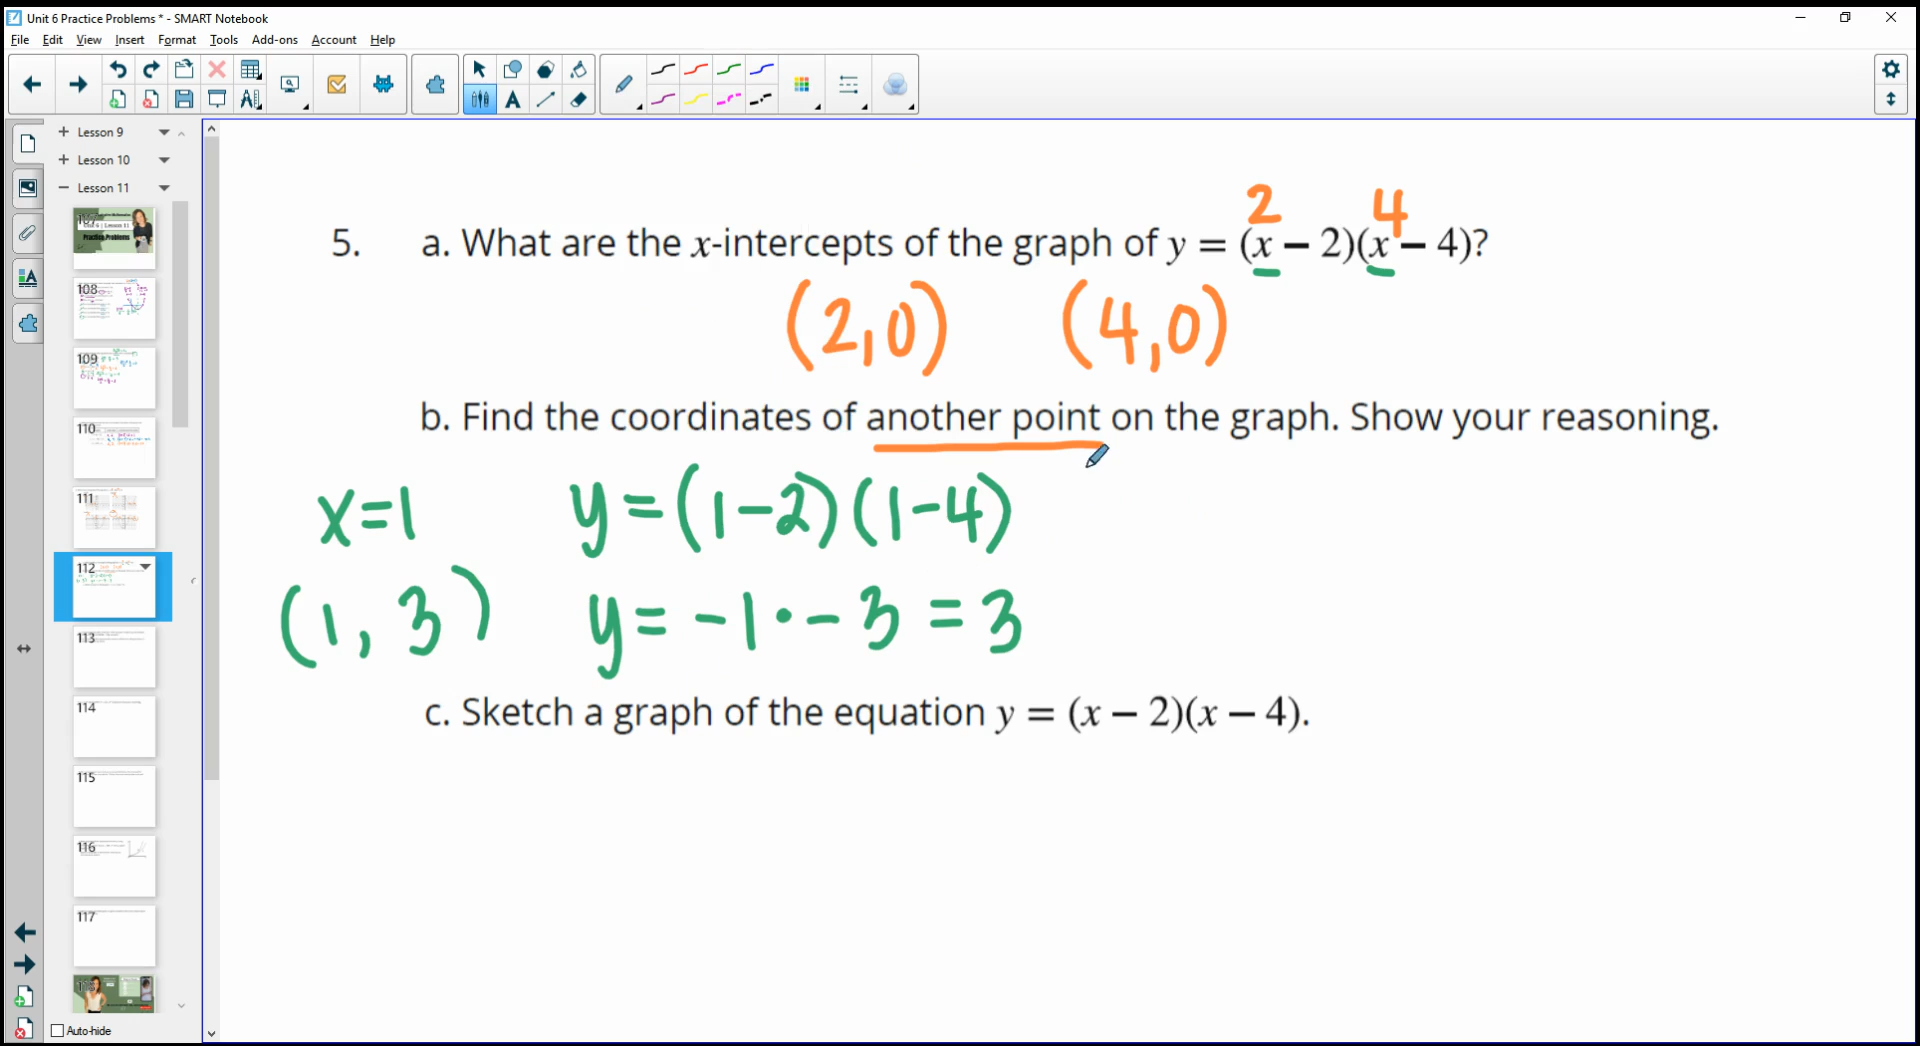 Unit 6 Practice Problems * - SMART Notebook
File Edit View Insert Format Tools Add-ons Account Help
Lesson 9
Lesson 10
Lesson 11
108
109
110
111
112
113
114
115
116
117
Auto-hide
2 4
5. a. What are the x-intercepts of the graph of y = (x − 2)(x − 4)?
(2,0) (4,0)
b. Find the coordinates of another point on the graph. Show your reasoning.
x=1 y=(1-2)(1-4)
(1, 3) y= -1·-3 = 3
c. Sketch a graph of the equation y = (x − 2)(x − 4).